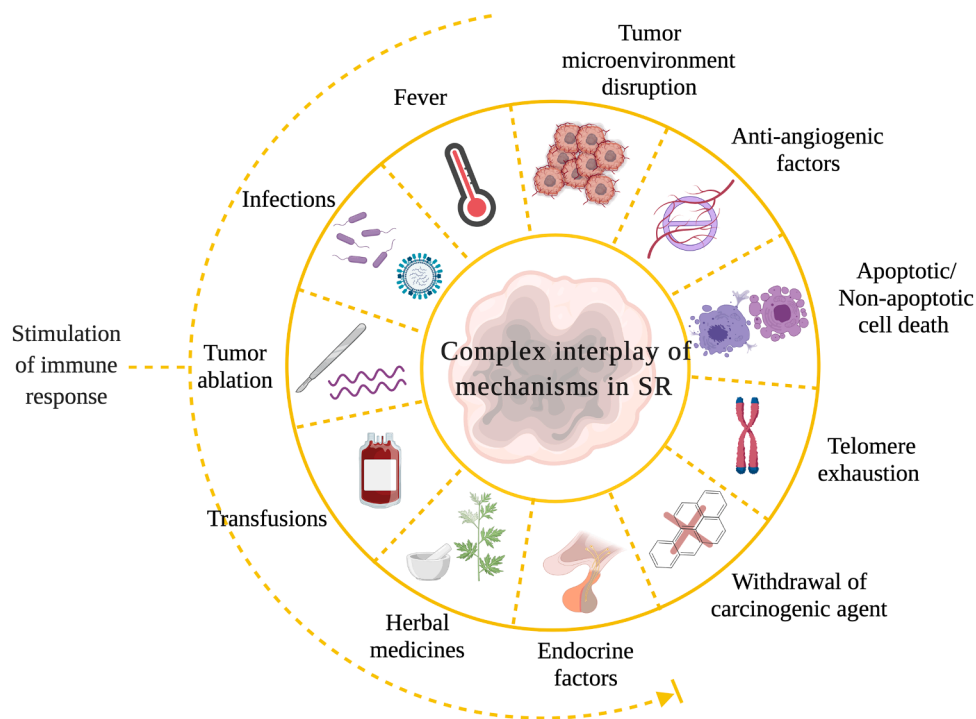 Tumor
microenvironment
disruption
Fever
Anti-angiogenic
factors
Infections
Apoptotic/
Non-apoptotic
cell death
Stimulation
of immune
response
Tumor
ablation
Complex interplay of
mechanisms in SR
Telomere
exhaustion
Transfusions
Withdrawal of
carcinogenic agent
Herbal
medicines
Endocrine
factors